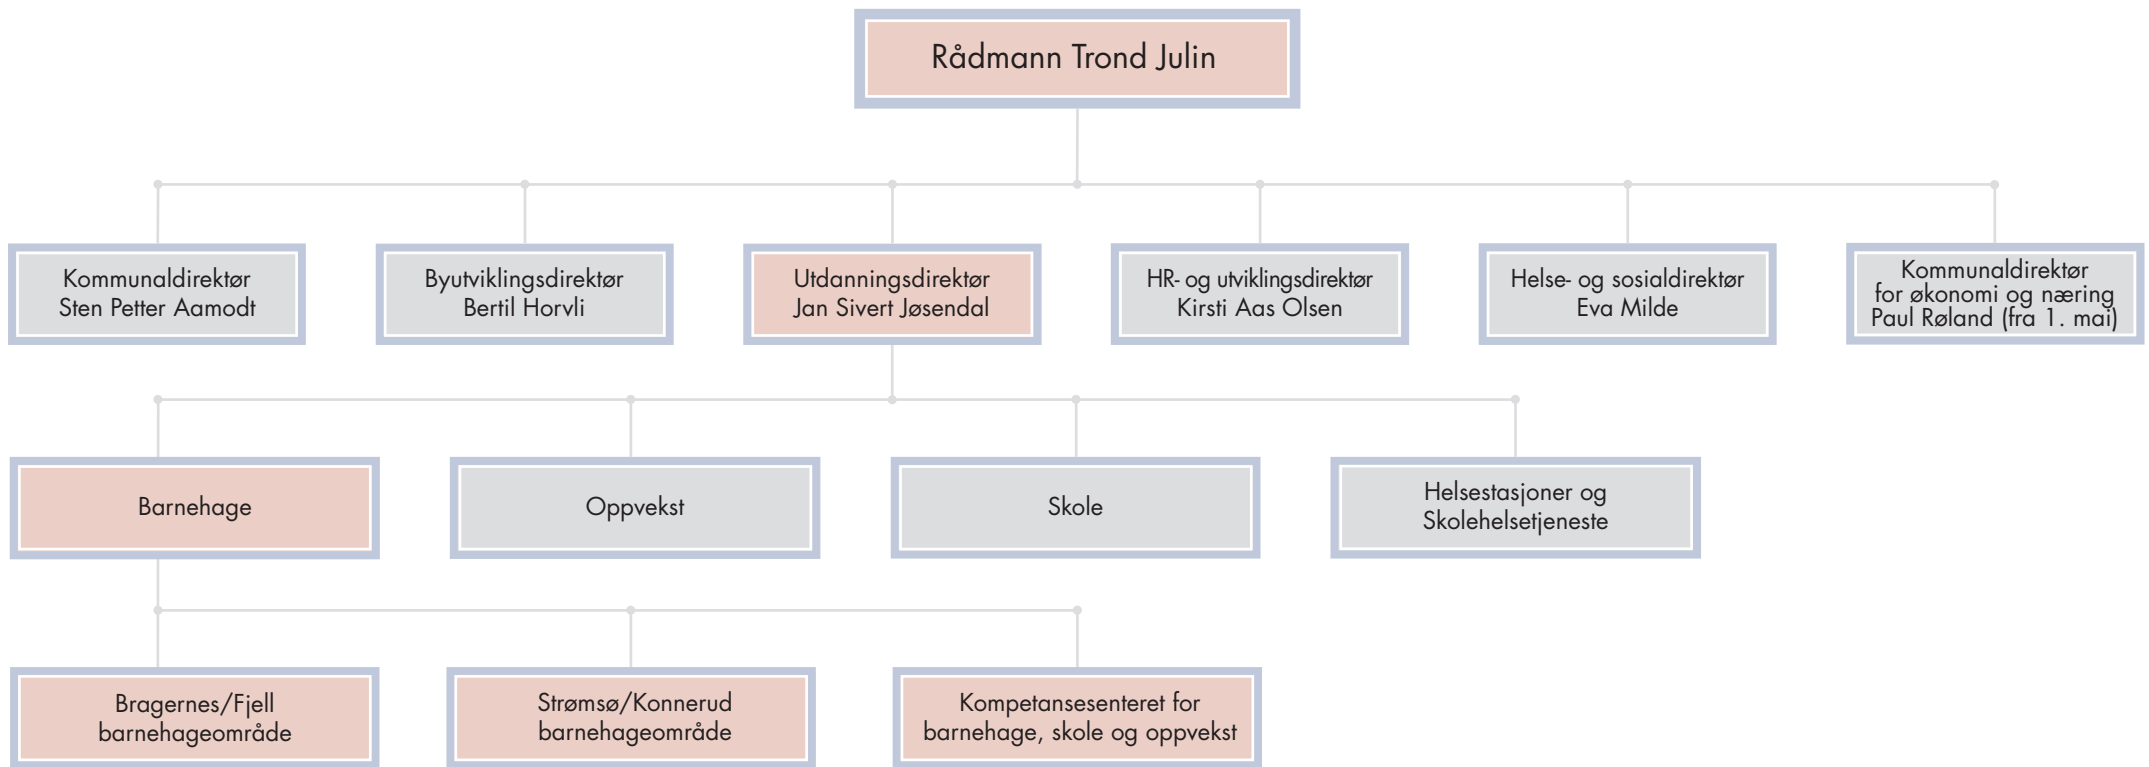 Rådmann Trond Julin
Kommunaldirektør
Sten Petter Aamodt
Byutviklingsdirektør
Bertil Horvli
Utdanningsdirektør
Jan Sivert Jøsendal
HR- og utviklingsdirektør
Kirsti Aas Olsen
Helse- og sosialdirektør
Eva Milde
Kommunaldirektør
for økonomi og næring
Paul Røland (fra 1. mai)
Barnehage
Oppvekst
Skole
Helsestasjoner og
Skolehelsetjeneste
Bragernes/Fjell
barnehageområde
Strømsø/Konnerud
barnehageområde
Kompetansesenteret for
barnehage, skole og oppvekst